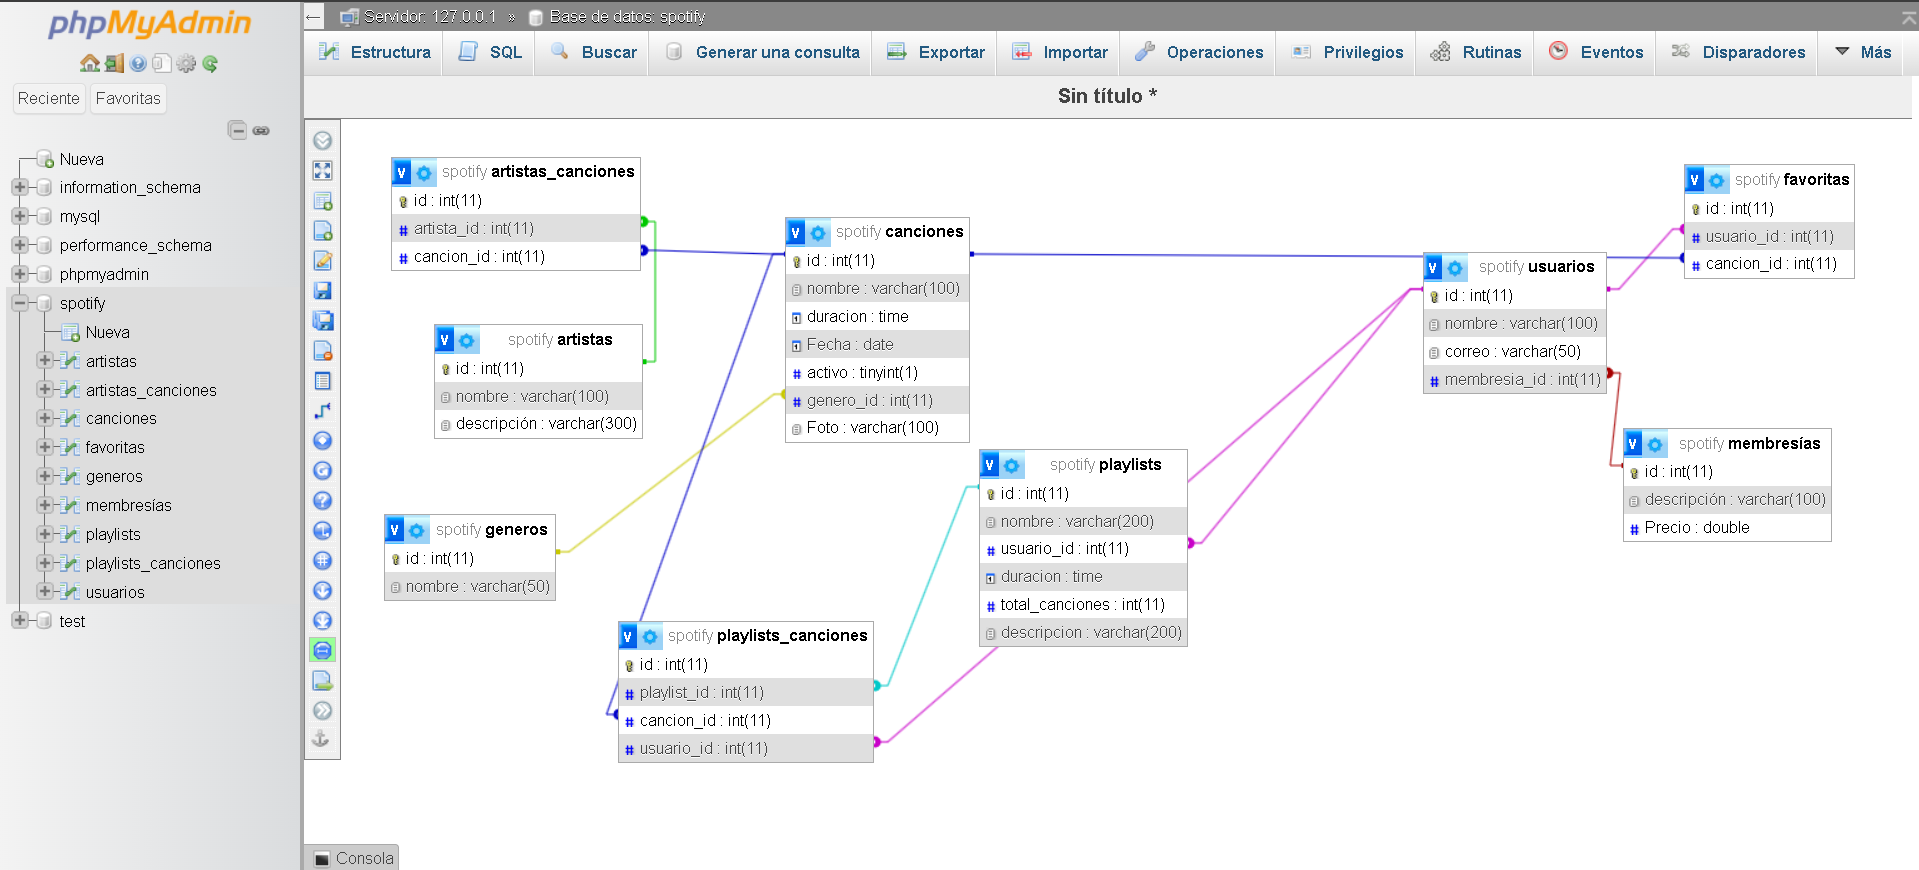 phpMyAdmin
Reciente
Favoritas
Nueva
information_schema
mysql
performance_schema
phpmyadmin
spotify
Nueva
artistas
artistas_canciones
canciones
favoritas
generos
membresías
playlists
playlists_canciones
usuarios
test
Servidor: 127.0.0.1 » Base de datos: spotify
Estructura
SQL
Buscar
Generar una consulta
Exportar
Importar
Operaciones
Privilegios
Rutinas
Eventos
Disparadores
Más
Sin título *
V spotify artistas_canciones
id : int(11)
# artista_id : int(11)
# cancion_id : int(11)
V spotify artistas
id : int(11)
nombre : varchar(100)
descripción : varchar(300)
V spotify generos
id : int(11)
nombre : varchar(50)
V spotify canciones
id : int(11)
nombre : varchar(100)
duracion : time
Fecha : date
# activo : tinyint(1)
# genero_id : int(11)
Foto : varchar(100)
V spotify playlists_canciones
id : int(11)
# playlist_id : int(11)
# cancion_id : int(11)
# usuario_id : int(11)
V spotify playlists
id : int(11)
nombre : varchar(200)
# usuario_id : int(11)
duracion : time
# total_canciones : int(11)
descripcion : varchar(200)
V spotify usuarios
id : int(11)
nombre : varchar(100)
correo : varchar(50)
# membresia_id : int(11)
V spotify favoritas
id : int(11)
# usuario_id : int(11)
# cancion_id : int(11)
V spotify membresías
id : int(11)
descripción : varchar(100)
# Precio : double
Consola